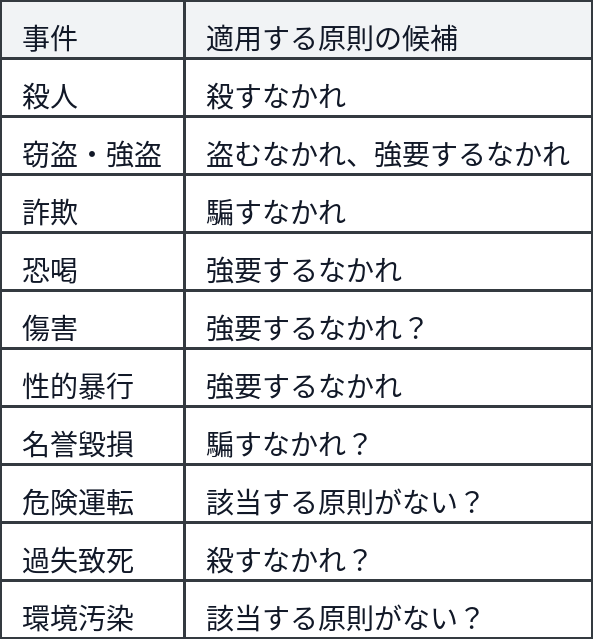 事件 適用する原則の候補
殺人 殺すなかれ
窃盗・強盗 盗むなかれ、強要するなかれ
詐欺 騙すなかれ
恐喝 強要するなかれ
傷害 強要するなかれ？
性的暴行 強要するなかれ
名誉毀損 騙すなかれ？
危険運転 該当する原則がない？
過失致死 殺すなかれ？
環境汚染 該当する原則がない？